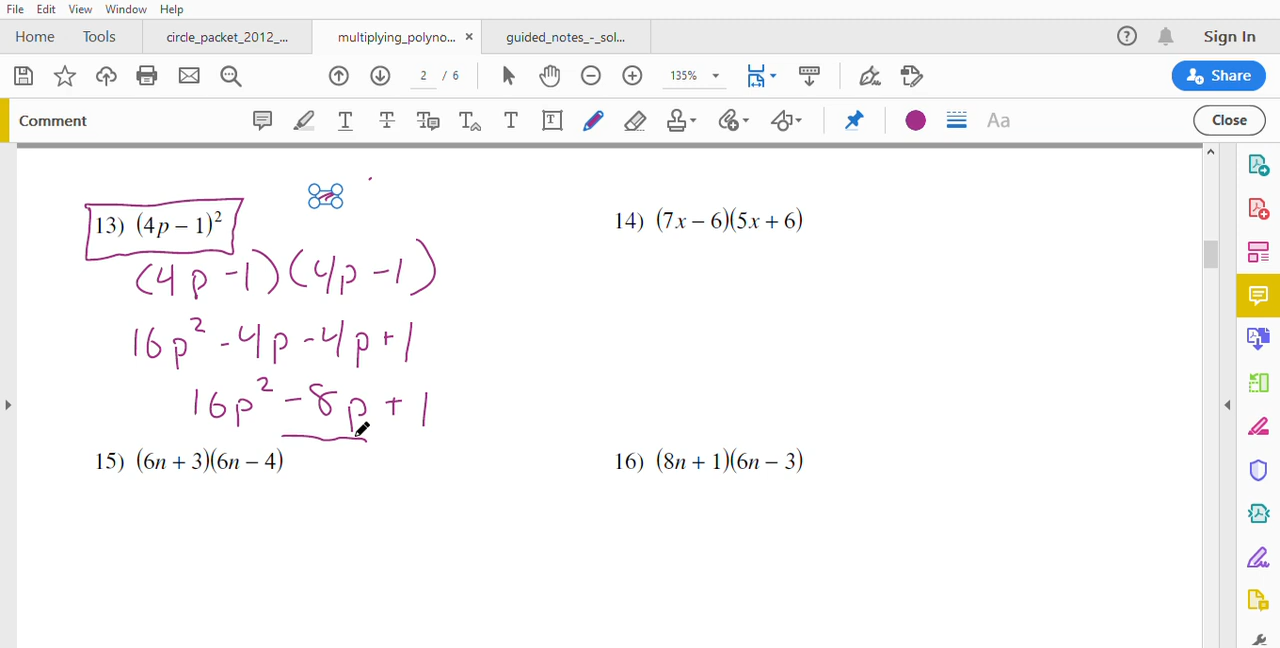 File Edit View Window Help
Home Tools circle_packet_2012_... multiplying_polyno... × guided_notes_-_sol... ? Sign In
2 / 6 135% Share
Comment T T T T T T Aa Close
13) (4p − 1)² 14) (7x − 6)(5x + 6)
(4p -1) (4p -1)
16p² - 4p - 4p + 1
16p² - 8p + 1
15) (6n + 3)(6n − 4) 16) (8n + 1)(6n − 3)